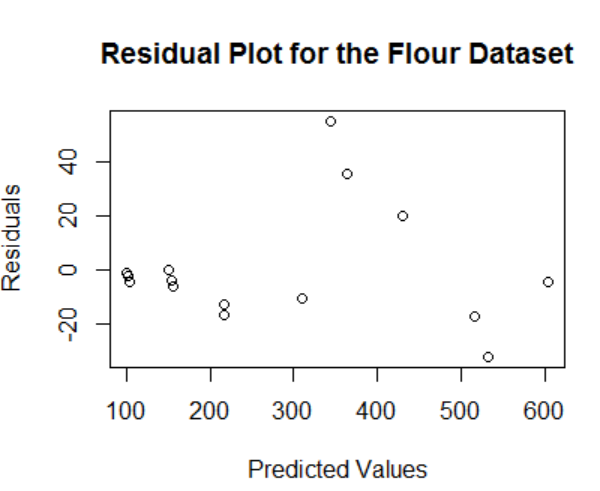 Residual Plot for the Flour Dataset
Residuals
40
20
0
-20
100 200 300 400 500 600
Predicted Values